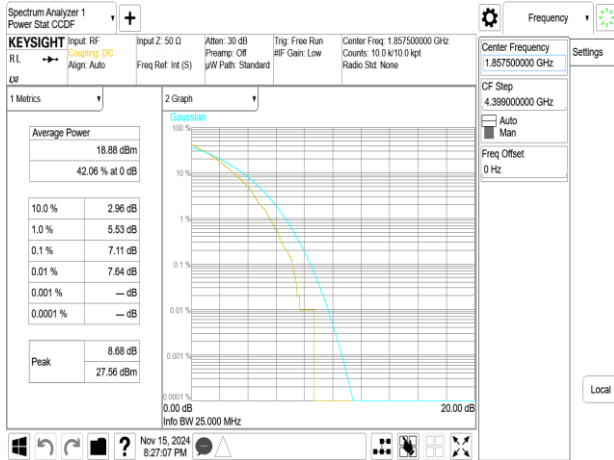 Spectrum Analyzer 1
Power Stat CCDF
KEYSIGHT
RL
LXI
Input: RF
Coupling: DC
Align: Auto
Input Z: 50 Ω
Freq Ref: Int (S)
Atten: 30 dB
Preamp: Off
µW Path: Standard
Trig: Free Run
#IF Gain: Low
Center Freq: 1.857500000 GHz
Counts: 10.0 k/10.0 kpt
Radio Std: None
1 Metrics
Average Power
18.88 dBm
42.06 % at 0 dB
10.0 % 2.96 dB
1.0 % 5.53 dB
0.1 % 7.11 dB
0.01 % 7.64 dB
0.001 % --- dB
0.0001 % --- dB
Peak
8.68 dB
27.56 dBm
2 Graph
Gaussian
100 %
10 %
1 %
0.1 %
0.01 %
0.001 %
0.0001 %
0.00 dB
20.00 dB
Info BW 25.000 MHz
Nov 15, 2024
8:27:07 PM
Frequency
Settings
Center Frequency
1.857500000 GHz
CF Step
4.399000000 GHz
Auto
Man
Freq Offset
0 Hz
Local